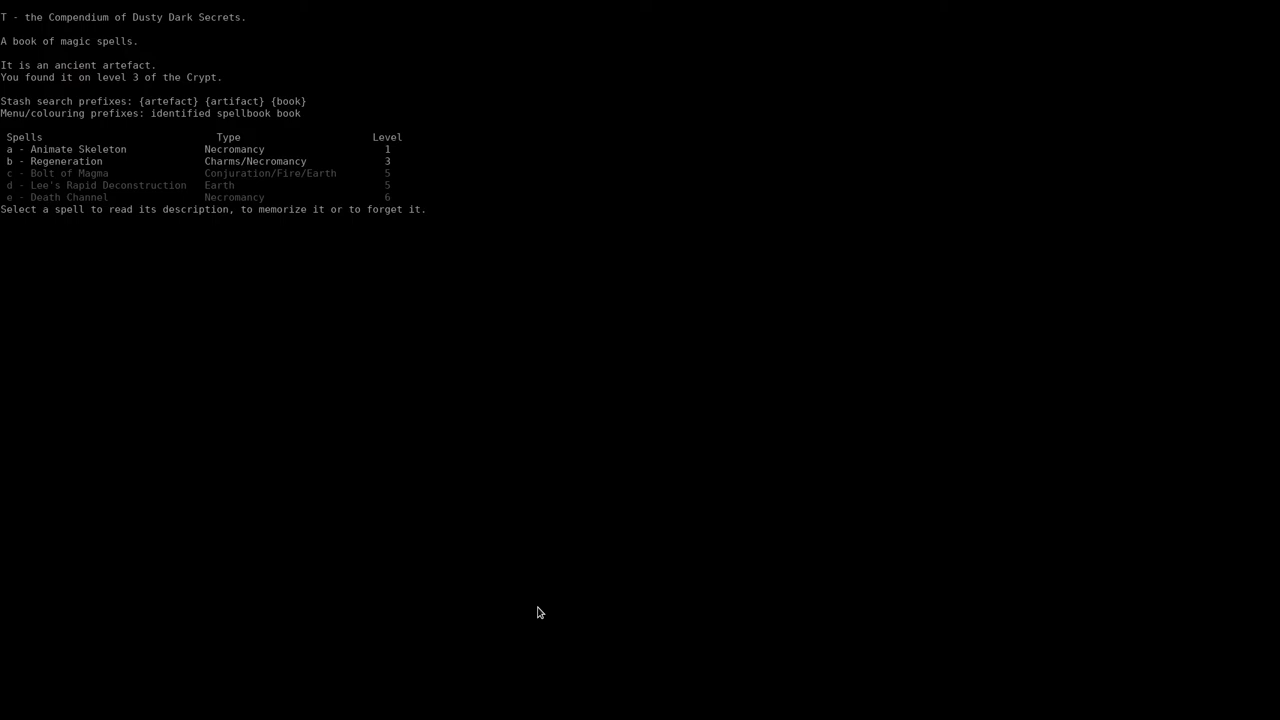 T - the Compendium of Dusty Dark Secrets.
A book of magic spells.
It is an ancient artefact.
You found it on level 3 of the Crypt.
Stash search prefixes: {artefact} {artifact} {book}
Menu/colouring prefixes: identified spellbook book
Spells Type Level
a - Animate Skeleton Necromancy 1
b - Regeneration Charms/Necromancy 3
c - Bolt of Magma Conjuration/Fire/Earth 5
d - Lee's Rapid Deconstruction Earth 5
e - Death Channel Necromancy 6
Select a spell to read its description, to memorize it or to forget it.